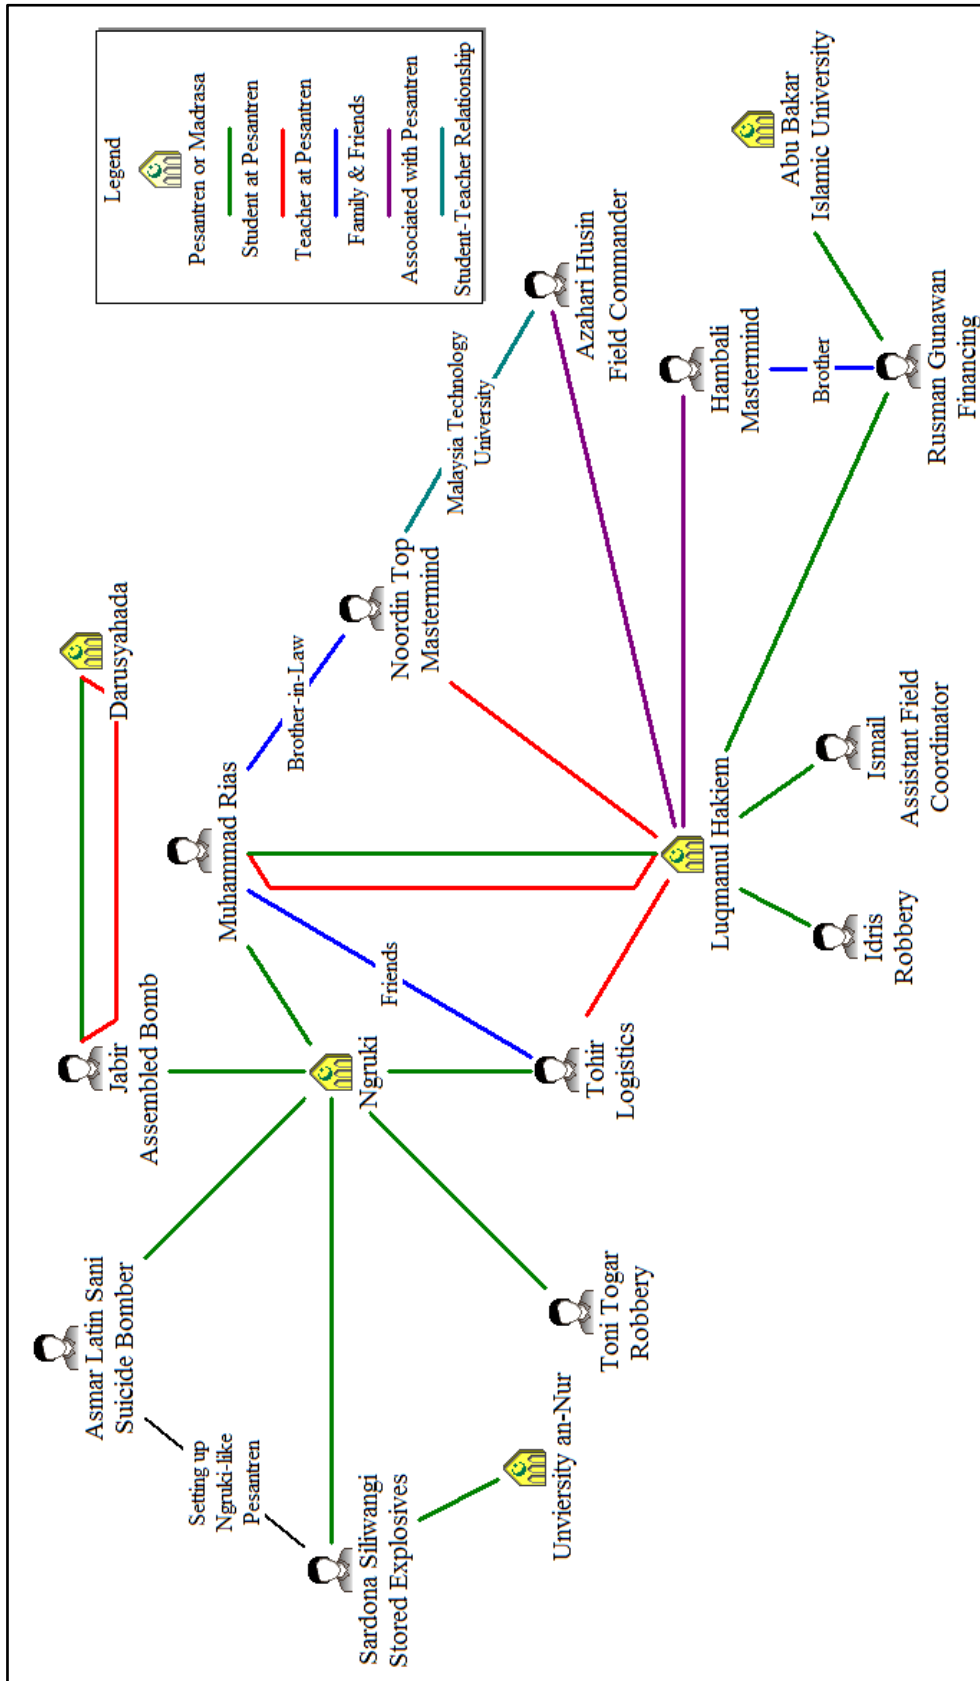 Legend
Pesantren or Madrasa
Student at Pesantren
Teacher at Pesantren
Family & Friends
Associated with Pesantren
Student-Teacher Relationship
Asmar Latin Sani
Suicide Bomber
Setting up
Ngruki-like
Pesantren
Sardona Siliwangi
Stored Explosives
Unviersity an-Nur
Toni Togar
Robbery
Jabir
Assembled Bomb
Darusyahada
Ngruki
Muhammad Rias
Friends
Tohir
Logistics
Brother-in-Law
Noordin Top
Mastermind
Malaysia Technology
University
Azahari Husin
Field Commander
Luqmanul Hakiem
Idris
Robbery
Ismail
Assistant Field
Coordinator
Hambali
Mastermind
Brother
Rusman Gunawan
Financing
Abu Bakar
Islamic University